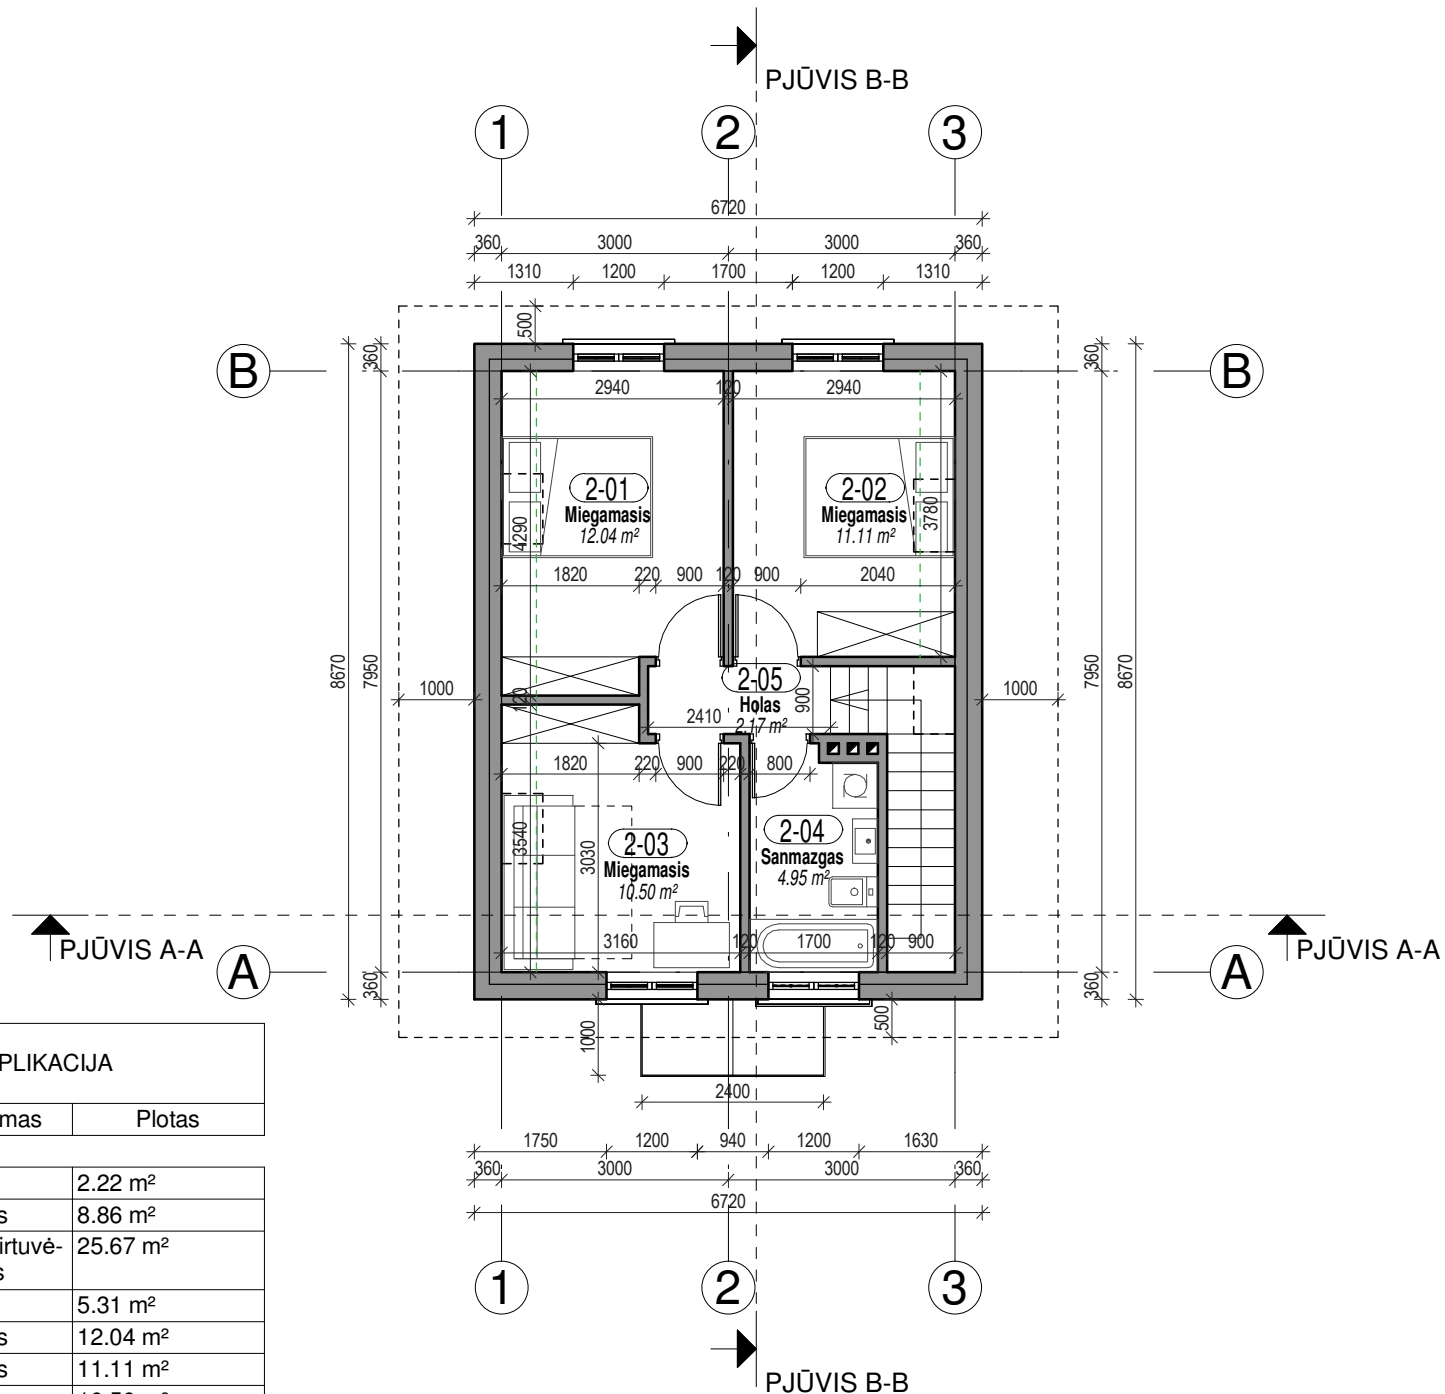 PJŪVIS B-B
1 2 3
6720
360 3000 3000 360
1310 1200 1700 1200 1310
500
B 360 360 B
2940 120 2940
2-01 2-02
Miegamasis Miegamasis
12.04 m² 11.11 m²
4290 3780
1820 220 900 120 900 2040
8670 7950 7950 8670
2-05
Holas
2.17 m²
1000 120 2410 900 1000
1820 220 900 220 800
3540 3030
2-03 2-04
Miegamasis Sanmazgas
10.50 m² 4.95 m²
PJŪVIS A-A PJŪVIS A-A
3160 120 1700 120 900
A 360 360 A
1000 500
2400
1750 1200 940 1200 1630
360 3000 3000 360
6720
1 2 3
PJŪVIS B-B
PLIKACIJA
mas Plotas
2.22 m²
s 8.86 m²
irtuvė- 25.67 m²
s
5.31 m²
s 12.04 m²
s 11.11 m²